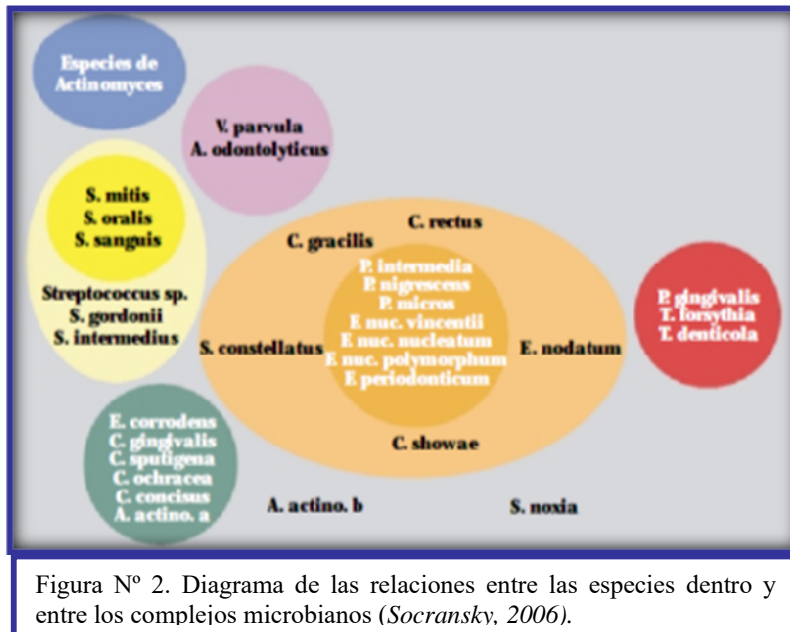 Especies de
Actinomyces
V. parvula
A. odontolyticus
S. mitis
S. oralis
S. sanguis
Streptococcus sp.
S. gordonii
S. intermedius
C. rectus
C. gracilis
P. intermedia
P. nigrescens
P. micros
F. nuc. vincentii
F. nuc. nucleatum
F. nuc. polymorphum
F. periodonticum
S. constellatus
E. nodatum
C. showae
P. gingivalis
T. forsythia
T. denticola
E. corrodens
C. gingivalis
C. sputigena
C. ochracea
C. concisus
A. actino. a
A. actino. b
S. noxia
Figura Nº 2. Diagrama de las relaciones entre las especies dentro y
entre los complejos microbianos (Socransky, 2006).